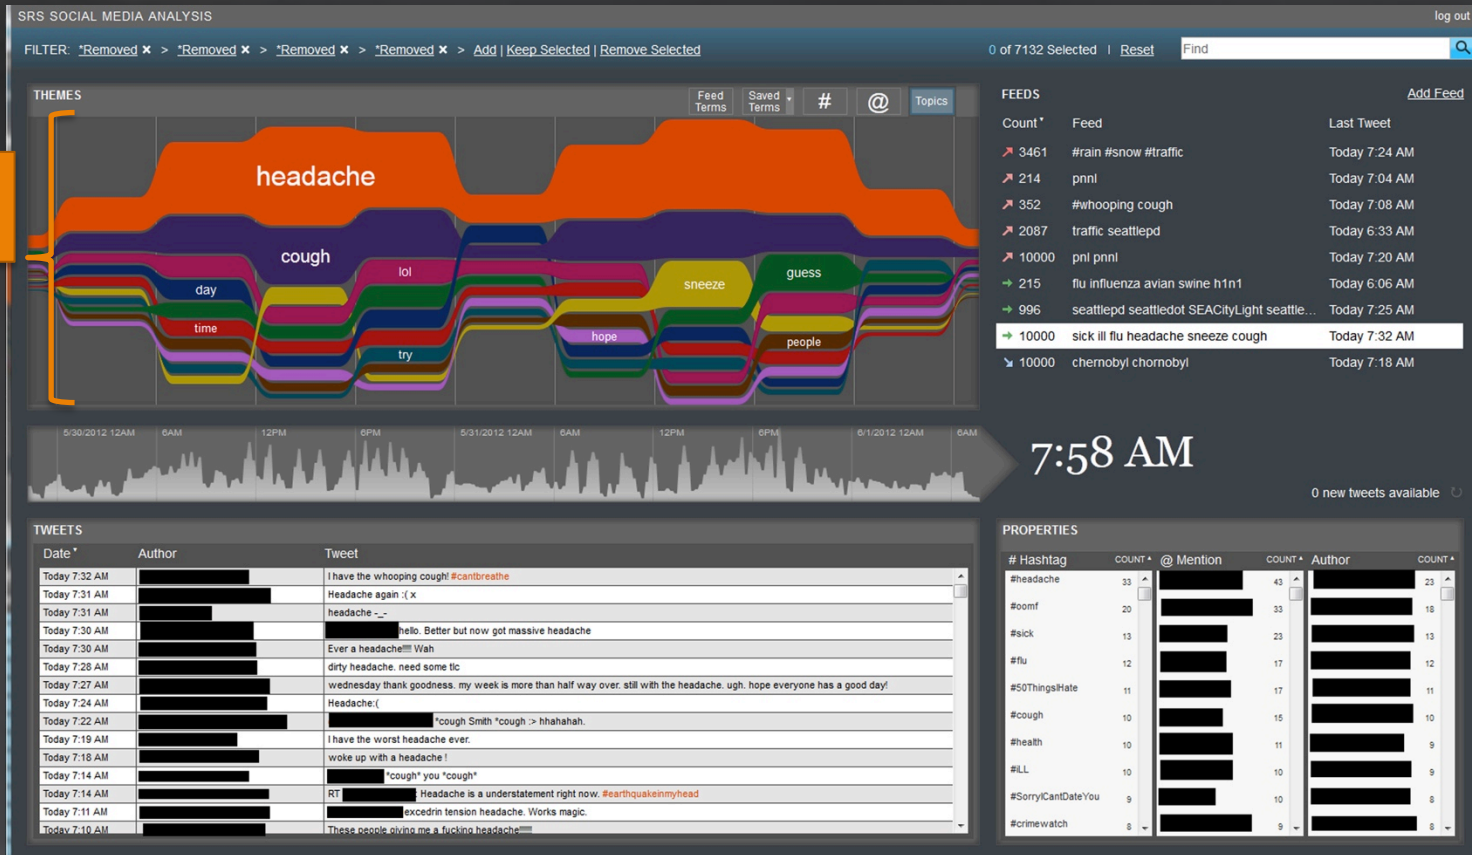 SRS SOCIAL MEDIA ANALYSIS
log out
FILTER: *Removed × > *Removed × > *Removed × > *Removed × > Add | Keep Selected | Remove Selected
0 of 7132 Selected | Reset
Find
THEMES
Feed Terms
Saved Terms
#
@
Topics
headache
cough
lol
day
time
try
sneeze
guess
hope
people
FEEDS
Add Feed
Count Feed Last Tweet
3461 #rain #snow #traffic Today 7:24 AM
214 pnnl Today 7:04 AM
352 #whooping cough Today 7:08 AM
2087 traffic seattlepd Today 6:33 AM
10000 pnl pnnl Today 7:20 AM
215 flu influenza avian swine h1n1 Today 6:06 AM
996 seattlepd seattledot SEACityLight seattle... Today 7:25 AM
10000 sick ill flu headache sneeze cough Today 7:32 AM
10000 chernobyl chornobyl Today 7:18 AM
5/30/2012 12AM 6AM 12PM 6PM 5/31/2012 12AM 6AM 12PM 6PM 6/1/2012 12AM 6AM
7:58 AM
0 new tweets available
TWEETS
Date Author Tweet
Today 7:32 AM I have the whooping cough! #cantbreathe
Today 7:31 AM Headache again :( x
Today 7:31 AM headache -_-
Today 7:30 AM hello. Better but now got massive headache
Today 7:30 AM Ever a headache!!!! Wah
Today 7:28 AM dirty headache. need some tlc
Today 7:27 AM wednesday thank goodness. my week is more than half way over. still with the headache. ugh. hope everyone has a good day!
Today 7:24 AM Headache:(
Today 7:22 AM *cough Smith *cough :> hhahahah.
Today 7:19 AM I have the worst headache ever.
Today 7:18 AM woke up with a headache !
Today 7:14 AM *cough* you *cough*
Today 7:14 AM RT : Headache is a understatement right now. #earthquakeinmyhead
Today 7:11 AM excedrin tension headache. Works magic.
Today 7:10 AM These people giving me a fucking headache!!!!!
PROPERTIES
# Hashtag COUNT @ Mention COUNT Author COUNT
#headache 33 43 23
#oomf 20 33 18
#sick 13 23 13
#flu 12 17 12
#50ThingsIHate 11 17 11
#cough 10 15 10
#health 10 11 9
#iLL 10 10 9
#SorryICantDateYou 9 10 8
#crimewatch 8 9 8